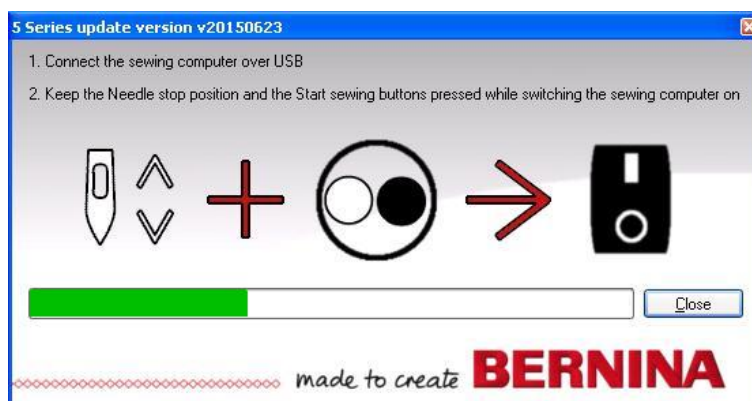 5 Series update version v20150623
1. Connect the sewing computer over USB
2. Keep the Needle stop position and the Start sewing buttons pressed while switching the sewing computer on
Close
made to create BERNINA